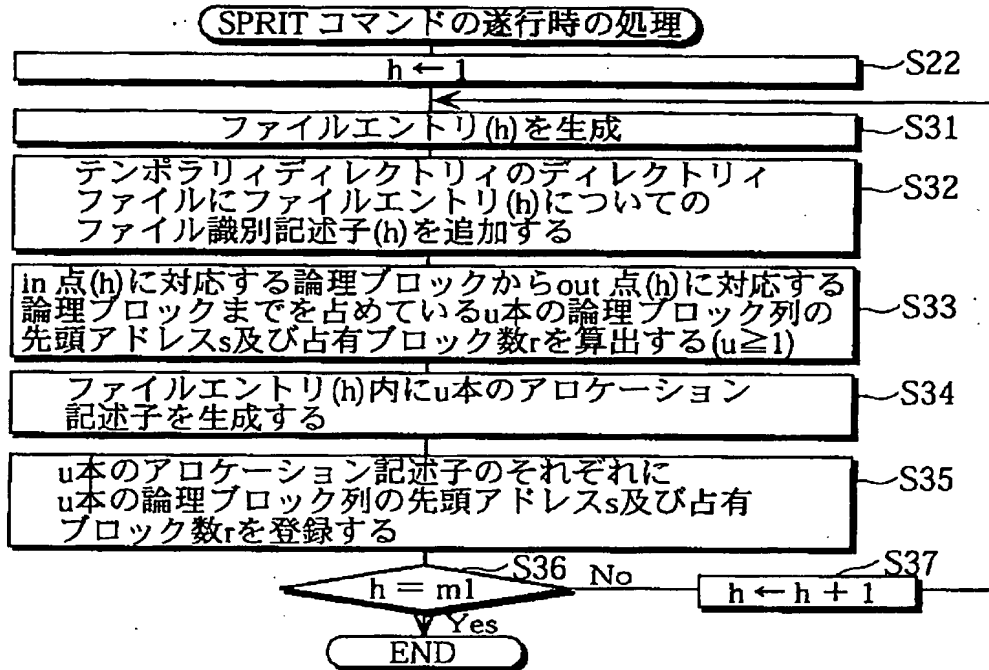 SPRIT コマンドの遂行時の処理
h ← 1
S22
ファイルエントリ(h)を生成
S31
テンポラリィディレクトリィのディレクトリィ
ファイルにファイルエントリ(h)についての
ファイル識別記述子(h)を追加する
S32
in 点(h)に対応する論理ブロックからout 点(h)に対応する
論理ブロックまでを占めているu本の論理ブロック列の
先頭アドレスs及び占有ブロック数rを算出する(u≧1)
S33
ファイルエントリ(h)内にu本のアロケーション
記述子を生成する
S34
u本のアロケーション記述子のそれぞれに
u本の論理ブロック列の先頭アドレスs及び占有
ブロック数rを登録する
S35
h = m1
S36
No
h ← h + 1
S37
Yes
END